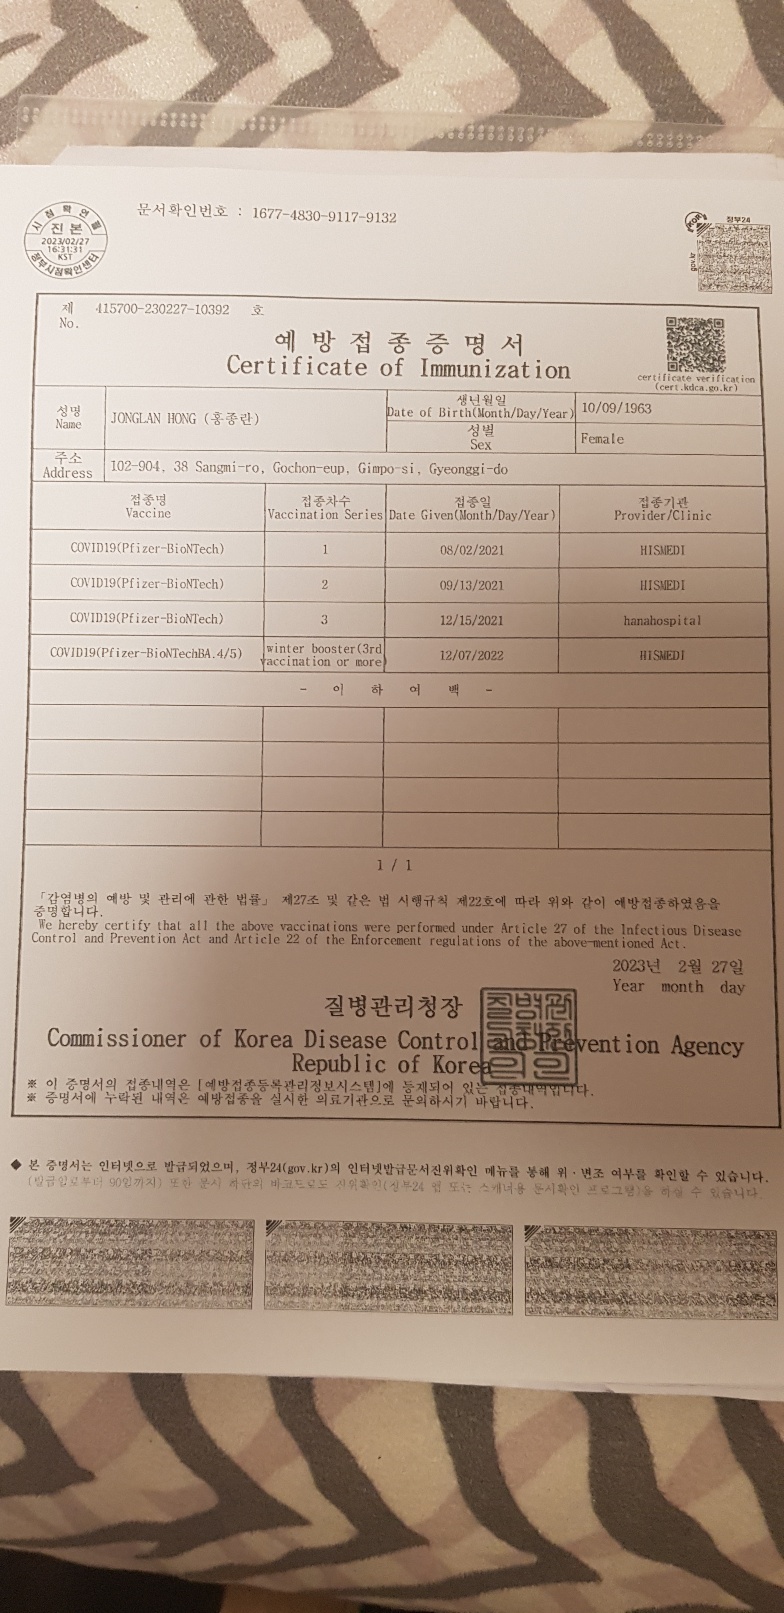 문서확인번호 : 1677-4830-9117-9132
시점확인필
진본
2023/02/27
16:31:31
KST
정부시점확인센터
정부24
gov.kr
제 415700-230227-10392 호
No.
예방접종증명서
Certificate of Immunization
certificate verification
(cert.kdca.go.kr)
성명
Name
JONGLAN HONG (홍종란)
생년월일
Date of Birth(Month/Day/Year)
10/09/1963
성별
Sex
Female
주소
Address
102-904, 38 Sangmi-ro, Gochon-eup, Gimpo-si, Gyeonggi-do
접종명 접종차수 접종일 접종기관
Vaccine Vaccination Series Date Given(Month/Day/Year) Provider/Clinic
COVID19(Pfizer-BioNTech) 1 08/02/2021 HISMEDI
COVID19(Pfizer-BioNTech) 2 09/13/2021 HISMEDI
COVID19(Pfizer-BioNTech) 3 12/15/2021 hanahospital
COVID19(Pfizer-BioNTechBA.4/5) winter booster(3rd vaccination or more) 12/07/2022 HISMEDI
- 이 하 여 백 -
1 / 1
「감염병의 예방 및 관리에 관한 법률」 제27조 및 같은 법 시행규칙 제22호에 따라 위와 같이 예방접종하였음을
증명합니다.
We hereby certify that all the above vaccinations were performed under Article 27 of the Infectious Disease
Control and Prevention Act and Article 22 of the Enforcement regulations of the above-mentioned Act.
2023년 2월 27일
Year month day
질병관리청장
Commissioner of Korea Disease Control and Prevention Agency
Republic of Korea
※ 이 증명서의 접종내역은 [예방접종등록관리정보시스템]에 등재되어 있는 접종내역입니다.
※ 증명서에 누락된 내역은 예방접종을 실시한 의료기관으로 문의하시기 바랍니다.
◆ 본 증명서는 인터넷으로 발급되었으며, 정부24(gov.kr)의 인터넷발급문서진위확인 메뉴를 통해 위·변조 여부를 확인할 수 있습니다.
(발급일로부터 90일까지) 또한 문서 하단의 바코드로도 진위확인(정부24 앱 또는 스캐너용 문서확인 프로그램)을 하실 수 있습니다.